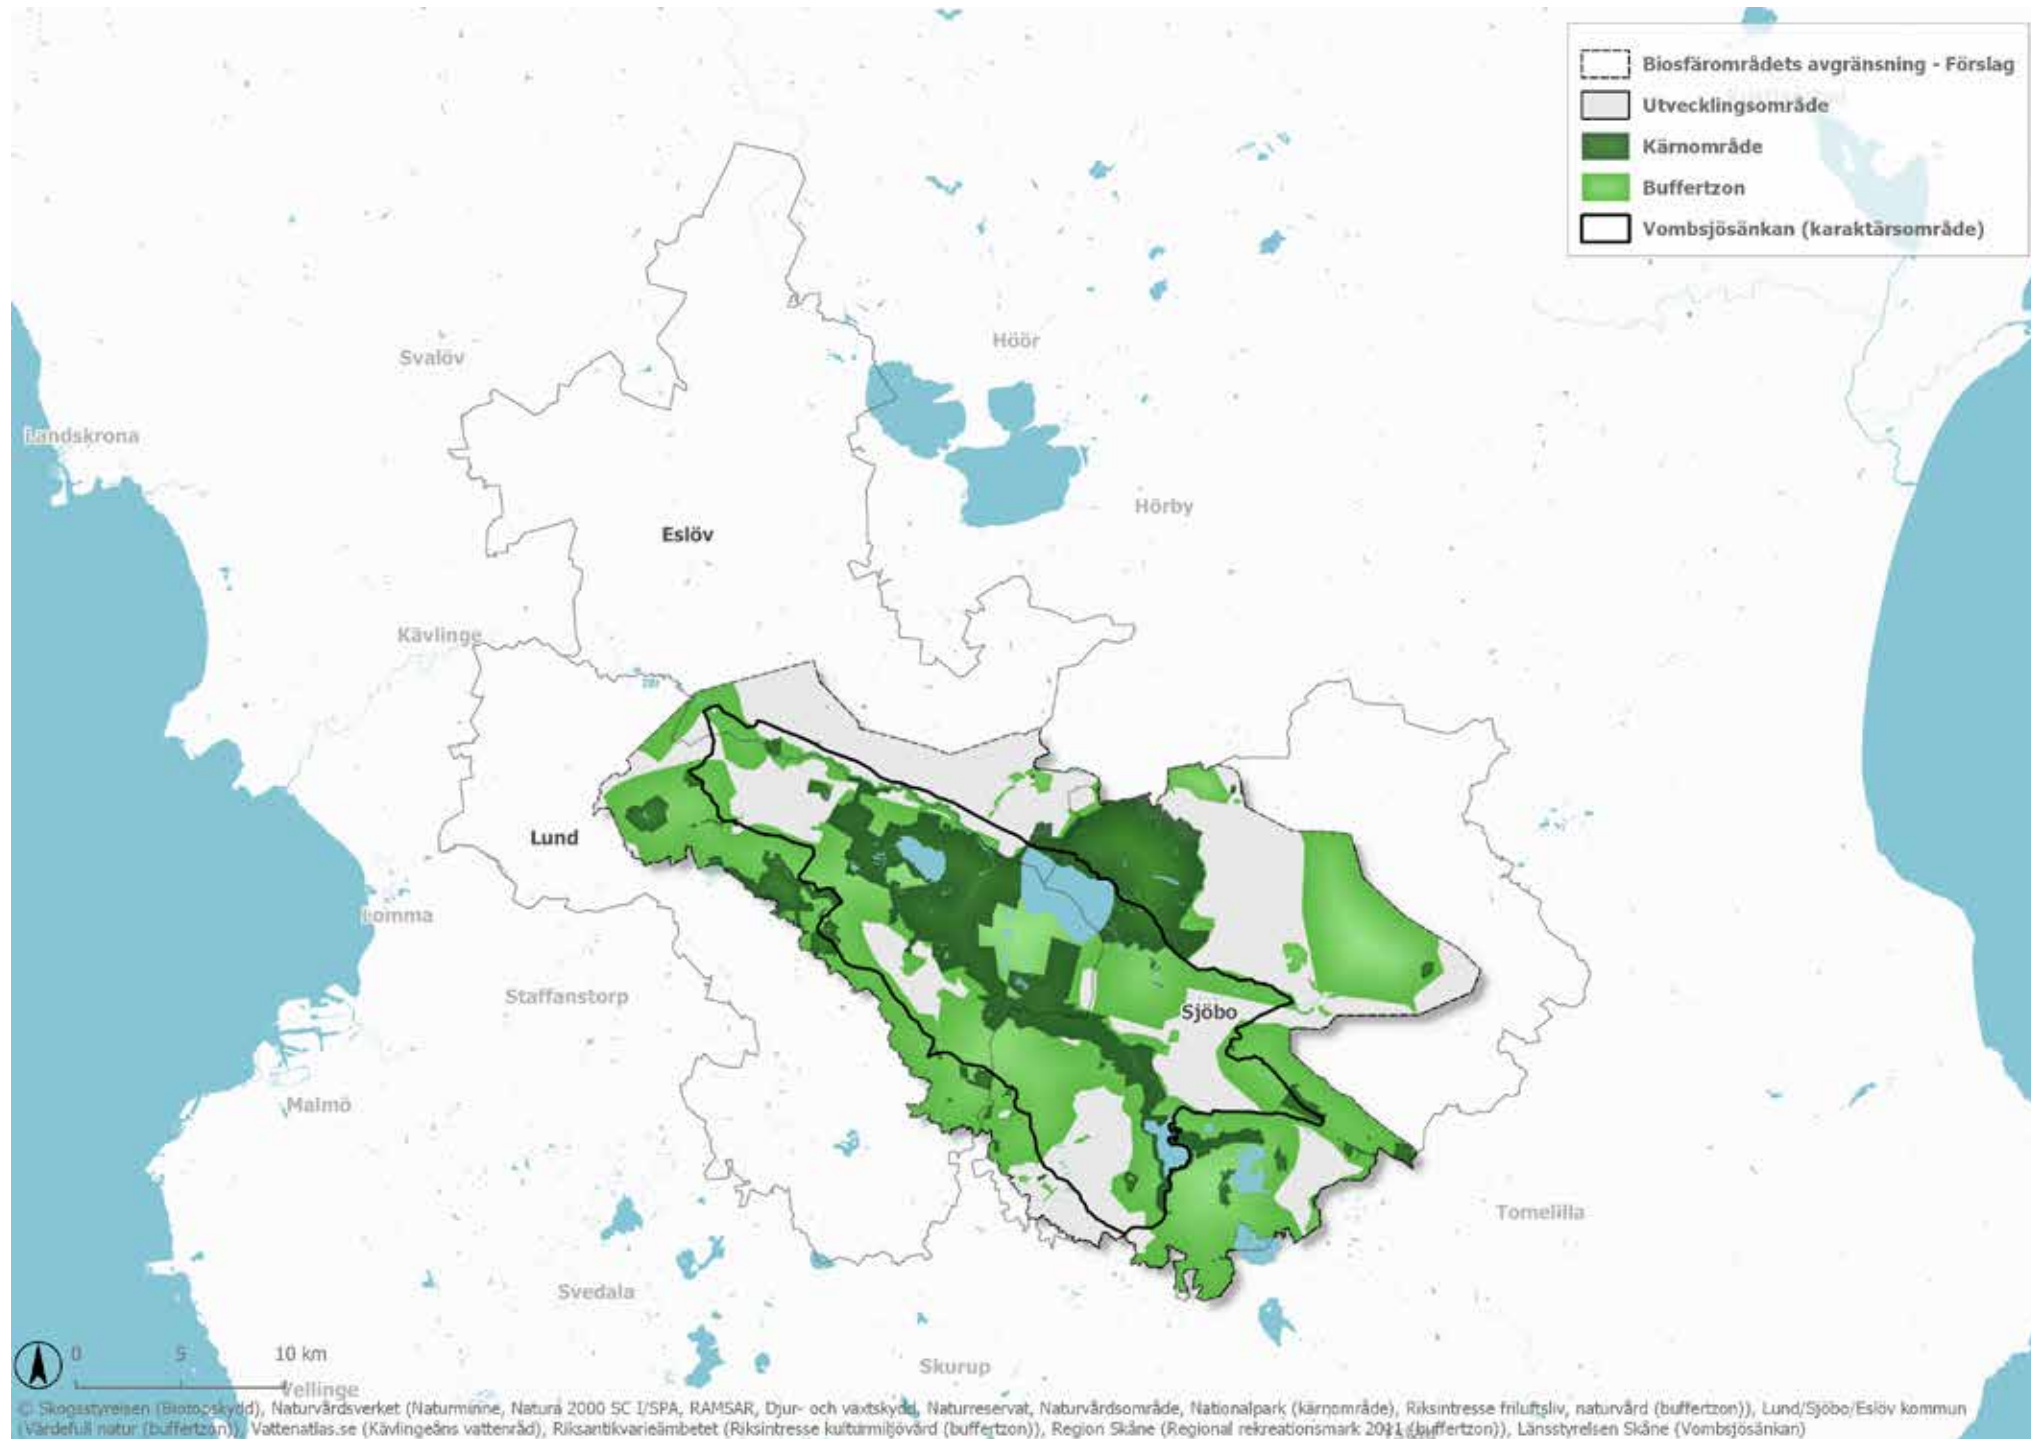 Biosfärområdets avgränsning - Förslag
Utvecklingsområde
Kärnområde
Buffertzon
Vombsjösänkan (karaktärsområde)
Höör
Svalöv
Landskrona
Hörby
Eslöv
Kävlinge
Lund
Lomma
Staffanstorp
Sjöbo
Malmö
Tomelilla
Svedala
0 5 10 km
Skurup
Vellinge
© Skogsstyrelsen (Biotopskydd), Naturvårdsverket (Naturminne, Natura 2000 SC I/SPA, RAMSAR, Djur- och växtskydd, Naturreservat, Naturvårdsområde, Nationalpark (kärnområde), Riksintresse friluftsliv, naturvård (buffertzon)), Lund/Sjöbo/Eslöv kommun
(Värdefull natur (buffertzon)), Vattenatlas.se (Kävlingeåns vattenråd), Riksantikvarieämbetet (Riksintresse kulturmiljövård (buffertzon)), Region Skåne (Regional rekreationsmark 2011 (buffertzon)), Länsstyrelsen Skåne (Vombsjösänkan)